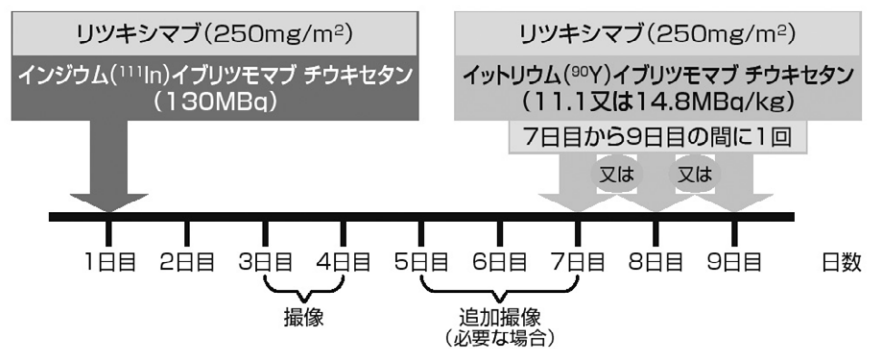 リツキシマブ(250mg/m²)
インジウム(¹¹¹In)イブリツモマブ チウキセタン
(130MBq)
リツキシマブ(250mg/m²)
イットリウム(⁹⁰Y)イブリツモマブ チウキセタン
(11.1又は14.8MBq/kg)
7日目から9日目の間に1回
又は 又は
1日目 2日目 3日目 4日目 5日目 6日目 7日目 8日目 9日目 日数
撮像 追加撮像
(必要な場合)